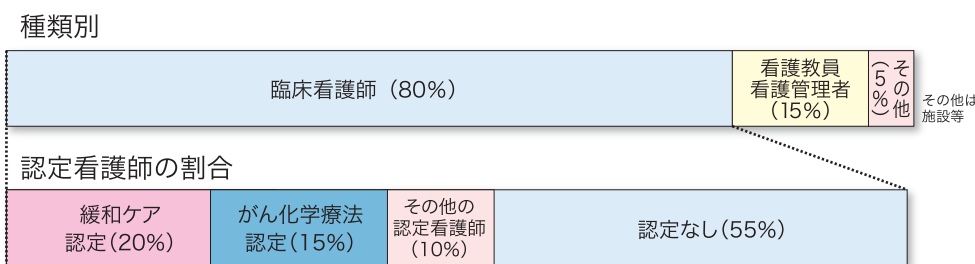 種類別
臨床看護師（80%）
看護教員
看護管理者
（15%）
その他
（5%）
その他は
施設等
認定看護師の割合
緩和ケア
認定（20%）
がん化学療法
認定（15%）
その他の
認定看護師
（10%）
認定なし（55%）